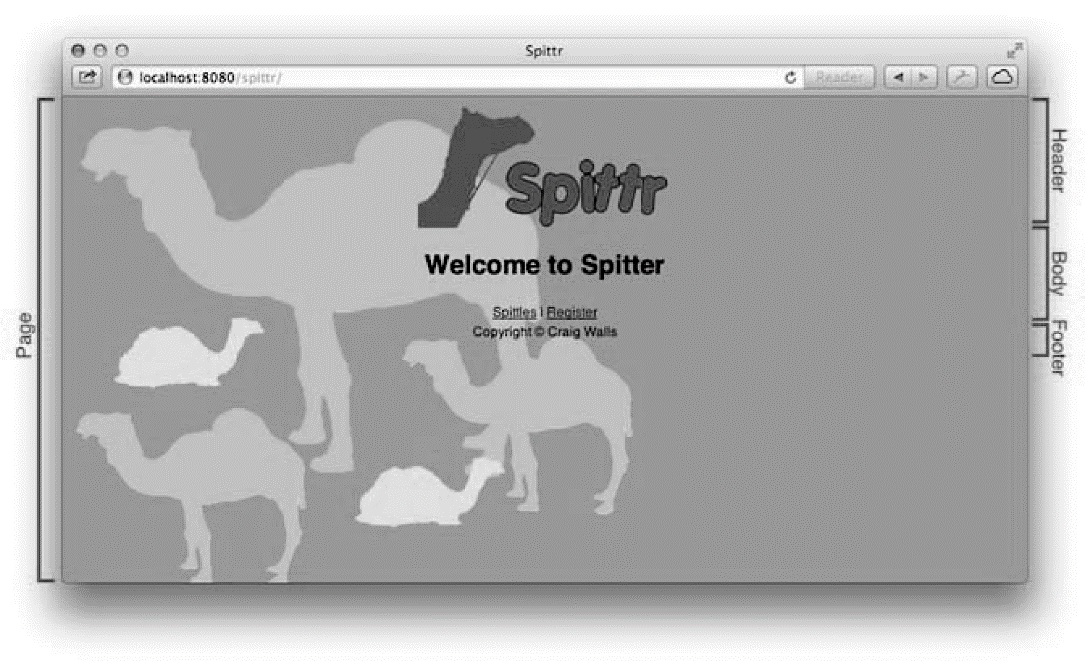 Spittr
localhost:8080/spittr/
Reader
Header
Spittr
Body
Welcome to Spitter
Spittles | Register
Footer
Copyright © Craig Walls
Page